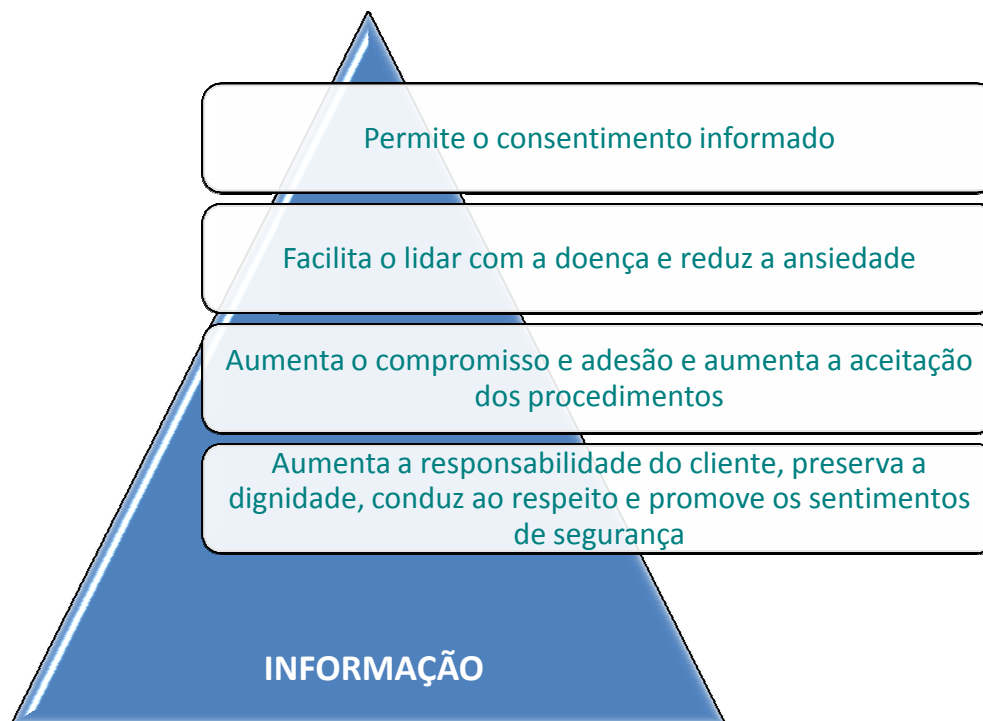 Permite o consentimento informado
Facilita o lidar com a doença e reduz a ansiedade
Aumenta o compromisso e adesão e aumenta a aceitação
dos procedimentos
Aumenta a responsabilidade do cliente, preserva a
dignidade, conduz ao respeito e promove os sentimentos
de segurança
INFORMAÇÃO